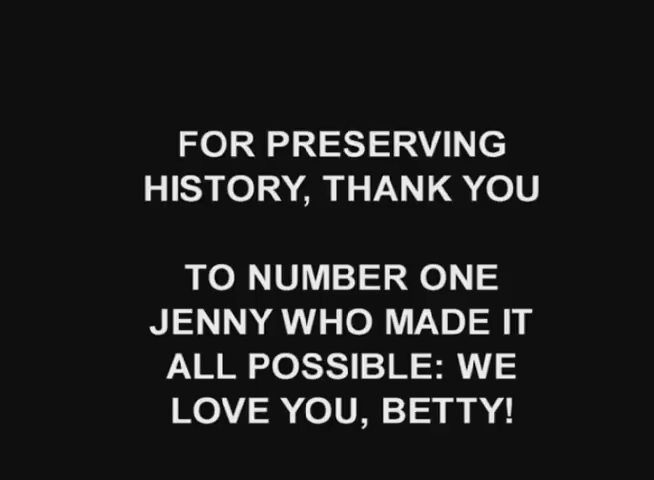 FOR PRESERVING
HISTORY, THANK YOU
TO NUMBER ONE
JENNY WHO MADE IT
ALL POSSIBLE: WE
LOVE YOU, BETTY!